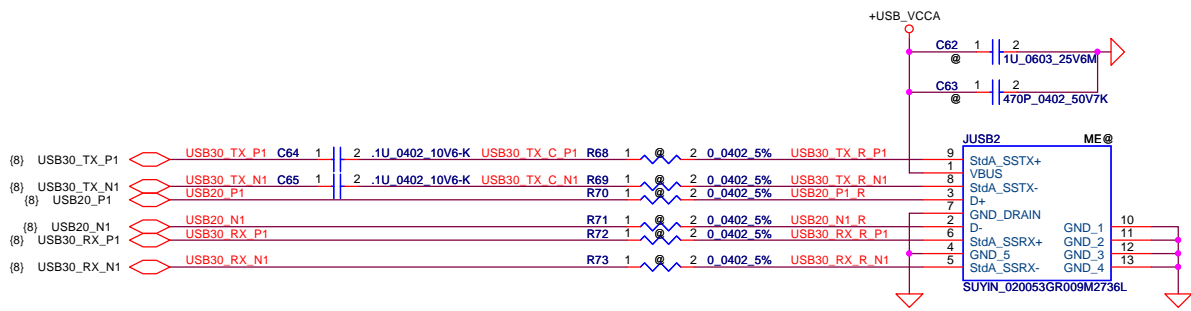 +USB_VCCA
C62 1 2
@ 1U_0603_25V6M
C63 1 2
@ 470P_0402_50V7K
JUSB2 ME@
{8} USB30_TX_P1 USB30_TX_P1 C64 1 2 .1U_0402_10V6-K USB30_TX_C_P1 R68 1 @ 2 0_0402_5% USB30_TX_R_P1 9 StdA_SSTX+
1 VBUS
{8} USB30_TX_N1 USB30_TX_N1 C65 1 2 .1U_0402_10V6-K USB30_TX_C_N1 R69 1 @ 2 0_0402_5% USB30_TX_R_N1 8 StdA_SSTX-
{8} USB20_P1 USB20_P1 R70 1 @ 2 0_0402_5% USB20_P1_R 3 D+
7 GND_DRAIN
{8} USB20_N1 USB20_N1 R71 1 @ 2 0_0402_5% USB20_N1_R 2 D- GND_1 10
{8} USB30_RX_P1 USB30_RX_P1 R72 1 @ 2 0_0402_5% USB30_RX_R_P1 6 StdA_SSRX+ GND_2 11
4 GND_5 GND_3 12
{8} USB30_RX_N1 USB30_RX_N1 R73 1 @ 2 0_0402_5% USB30_RX_R_N1 5 StdA_SSRX- GND_4 13
SUYIN_020053GR009M2736L